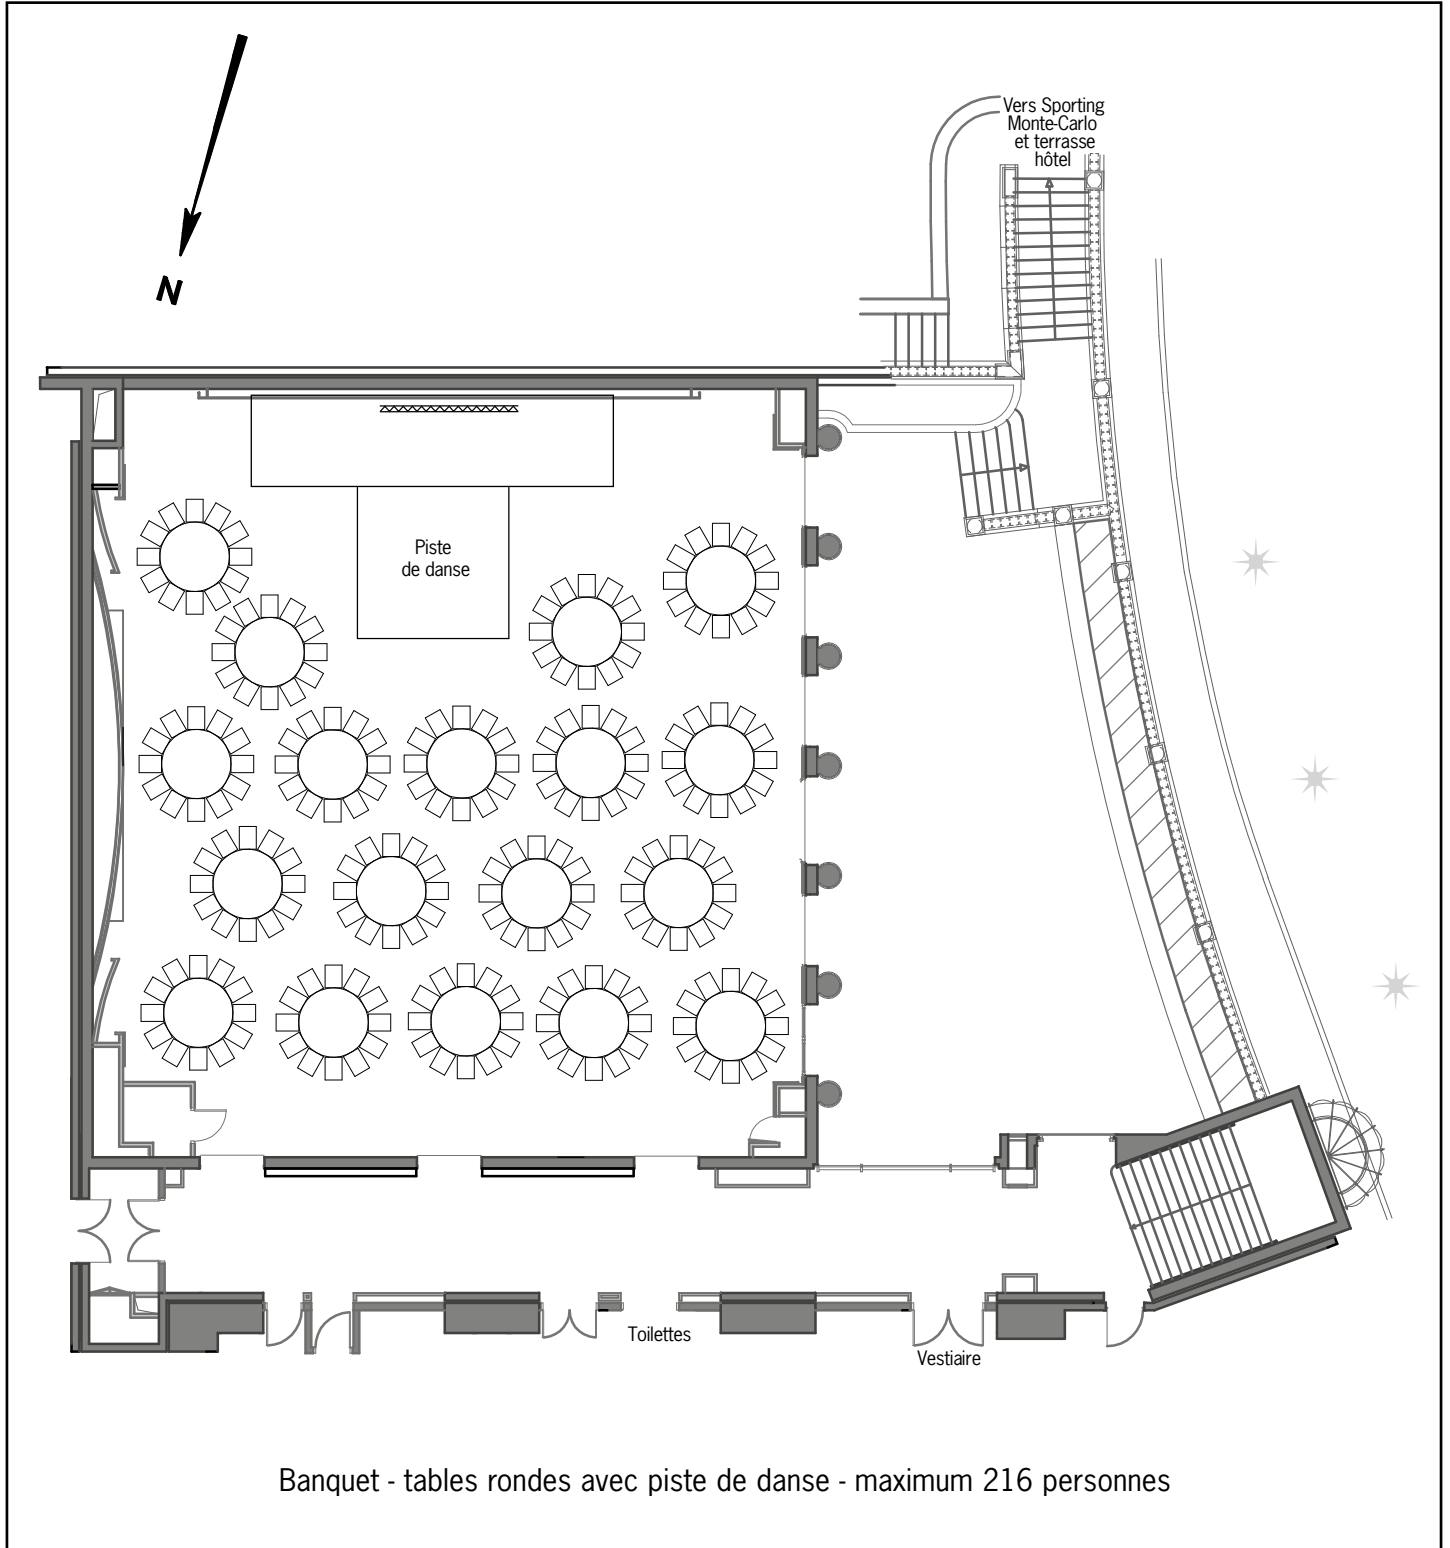 Vers Sporting
Monte-Carlo
et terrasse
hôtel
N
Piste
de danse
Toilettes
Vestiaire
Banquet - tables rondes avec piste de danse - maximum 216 personnes